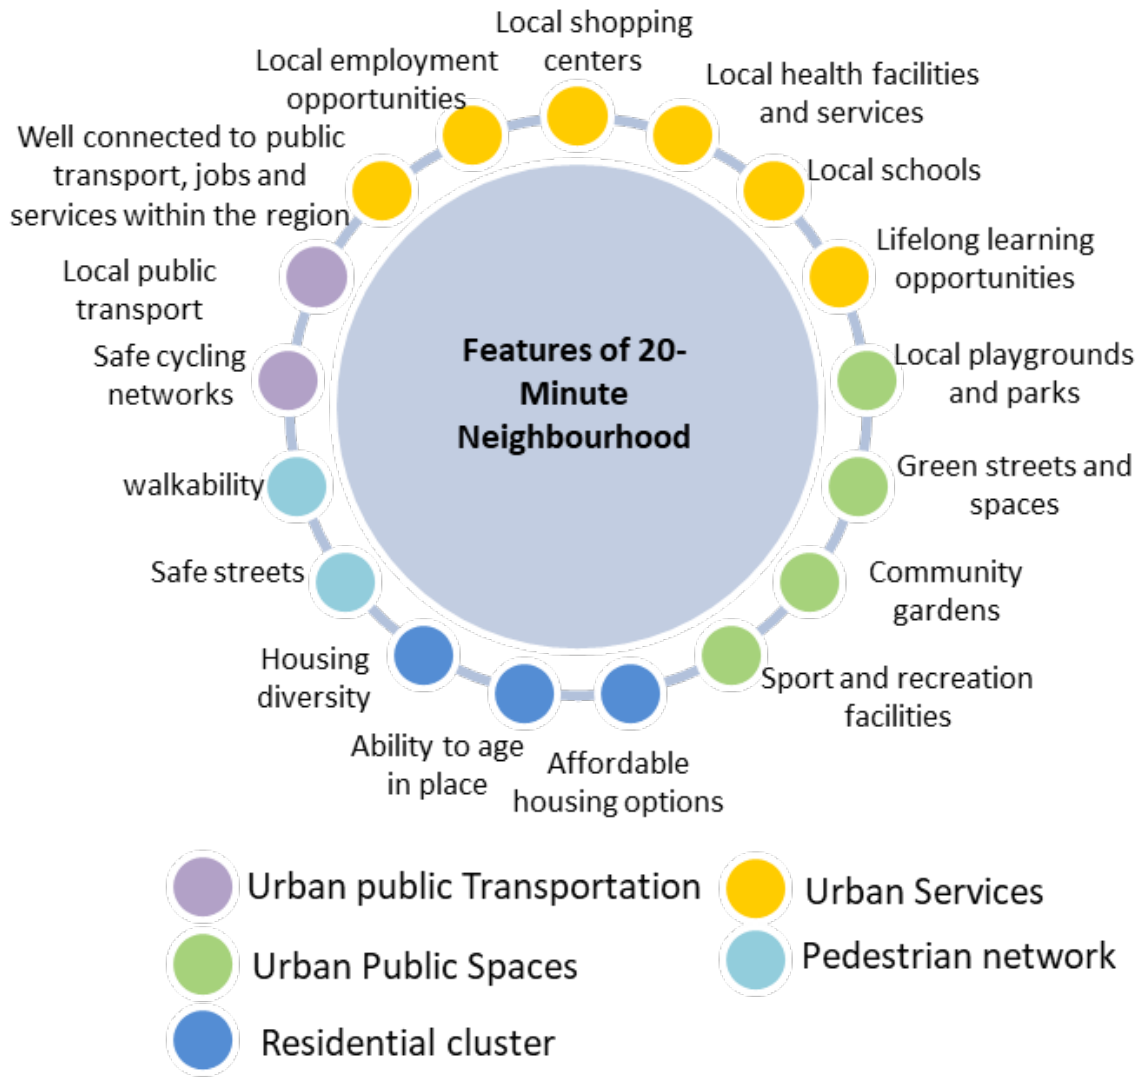 Local shopping
centers
Local employment
opportunities
Local health facilities
and services
Well connected to public
transport, jobs and
services within the region
Local schools
Lifelong learning
opportunities
Local public
transport
Safe cycling
networks
Local playgrounds
and parks
Features of 20-
Minute
Neighbourhood
walkability
Green streets and
spaces
Safe streets
Community
gardens
Housing
diversity
Sport and recreation
facilities
Ability to age
in place
Affordable
housing options
Urban public Transportation
Urban Services
Urban Public Spaces
Pedestrian network
Residential cluster